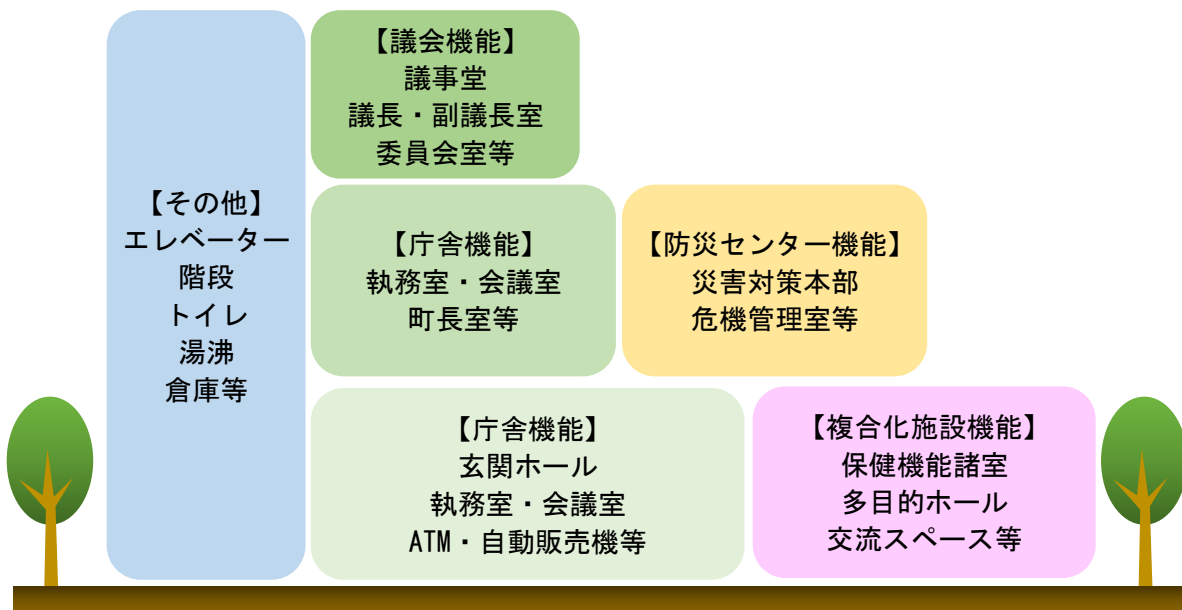 【その他】
エレベーター
階段
トイレ
湯沸
倉庫等
【議会機能】
議事堂
議長・副議長室
委員会室等
【庁舎機能】
執務室・会議室
町長室等
【防災センター機能】
災害対策本部
危機管理室等
【庁舎機能】
玄関ホール
執務室・会議室
ATM・自動販売機等
【複合化施設機能】
保健機能諸室
多目的ホール
交流スペース等